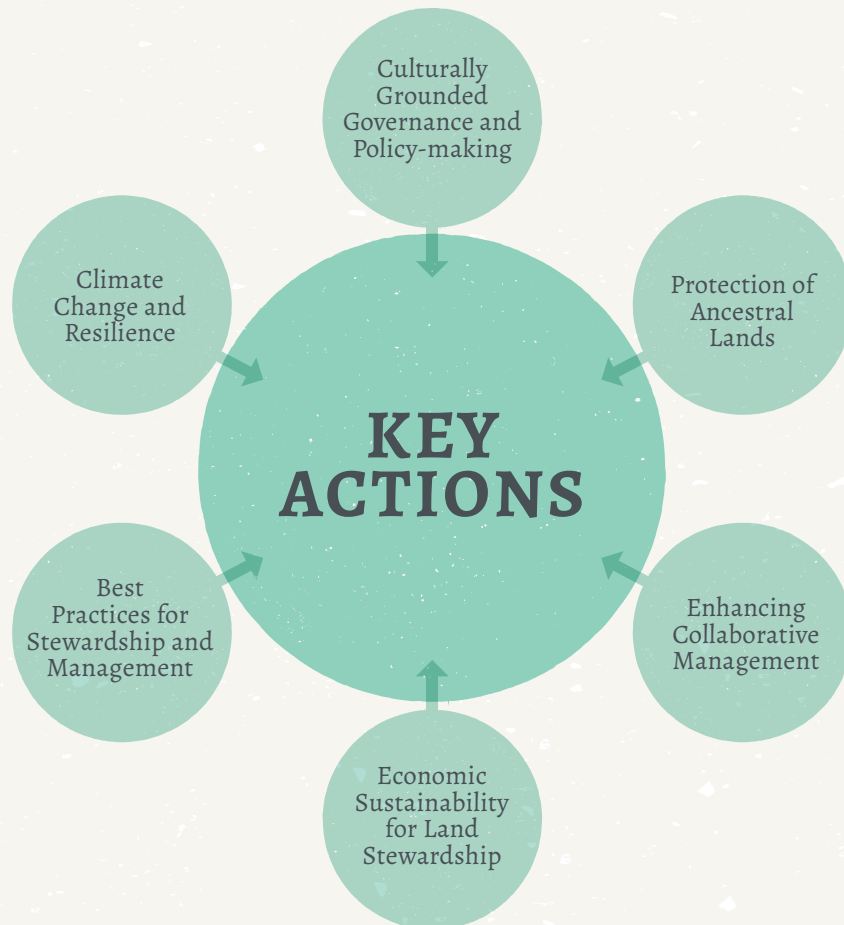 Culturally
Grounded
Governance and
Policy-making
Climate
Change and
Resilience
Protection of
Ancestral
Lands
KEY
ACTIONS
Best
Practices for
Stewardship and
Management
Enhancing
Collaborative
Management
Economic
Sustainability
for Land
Stewardship